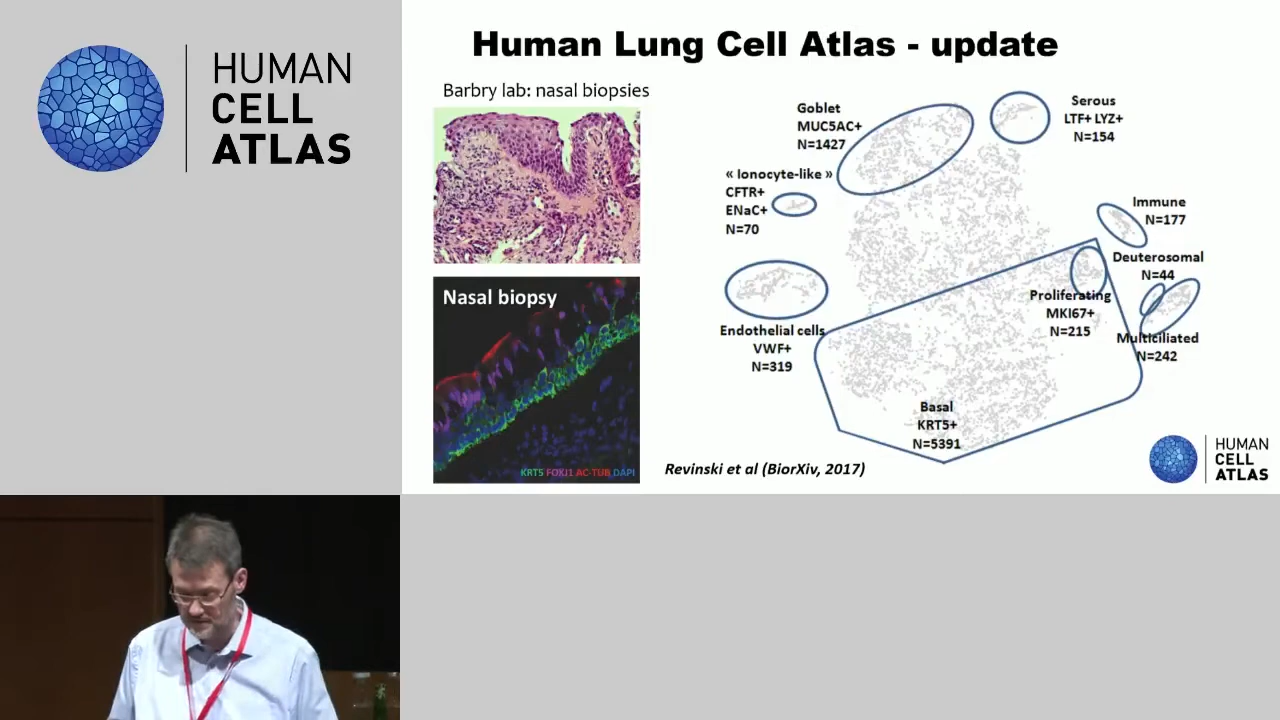 HUMAN
CELL
ATLAS
Human Lung Cell Atlas - update
Barbry lab: nasal biopsies
Nasal biopsy
KRT5 FOXJ1 AC-TUB DAPI
Goblet
MUC5AC+
N=1427
Serous
LTF+ LYZ+
N=154
« Ionocyte-like »
CFTR+
ENaC+
N=70
Immune
N=177
Deuterosomal
N=44
Proliferating
MKI67+
N=215
Multiciliated
N=242
Endothelial cells
VWF+
N=319
Basal
KRT5+
N=5391
Revinski et al (BiorXiv, 2017)
HUMAN
CELL
ATLAS